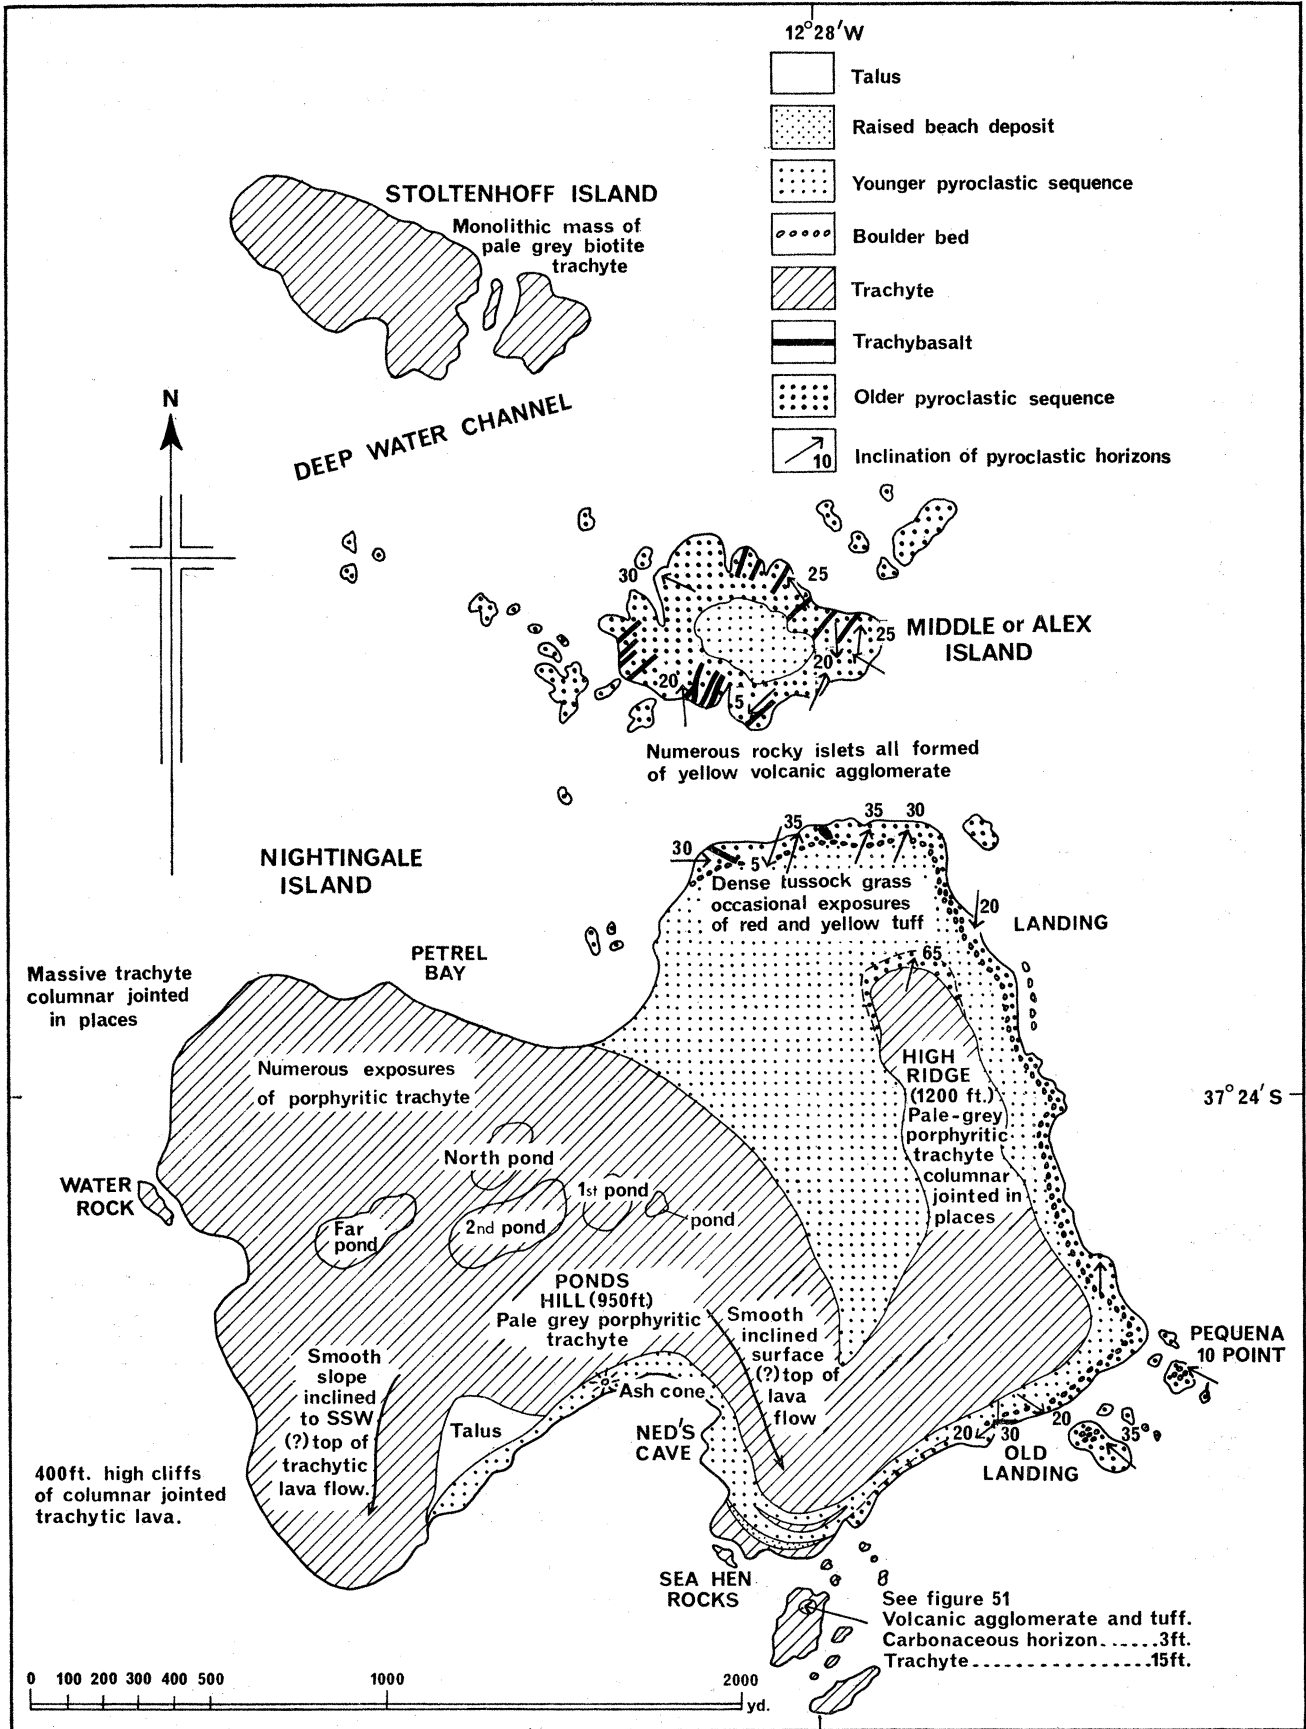 12°28′W
Talus
Raised beach deposit
Younger pyroclastic sequence
Boulder bed
Trachyte
Trachybasalt
Older pyroclastic sequence
10
Inclination of pyroclastic horizons
STOLTENHOFF ISLAND
Monolithic mass of
pale grey biotite
trachyte
N
DEEP WATER CHANNEL
30
25
25
20
20
5
MIDDLE or ALEX
ISLAND
Numerous rocky islets all formed
of yellow volcanic agglomerate
35
35
30
30
5
NIGHTINGALE
ISLAND
Dense tussock grass
occasional exposures
of red and yellow tuff
20
LANDING
PETREL
BAY
65
Massive trachyte
columnar jointed
in places
Numerous exposures
of porphyritic trachyte
HIGH
RIDGE
(1200 ft.)
Pale-grey
porphyritic
trachyte
columnar
jointed in
places
37°24′S
WATER
ROCK
North pond
1st pond
pond
2nd pond
Far
pond
PONDS
HILL (950ft)
Pale grey porphyritic
trachyte
Smooth
inclined
surface
(?) top of
lava
flow
Smooth
slope
inclined
to SSW
(?) top of
trachytic
lava flow.
Talus
Ash cone
NED'S
CAVE
PEQUENA
10 POINT
20
30
20
35
OLD
LANDING
400ft. high cliffs
of columnar jointed
trachytic lava.
SEA HEN
ROCKS
See figure 51
Volcanic agglomerate and tuff.
Carbonaceous horizon......3ft.
Trachyte..................15ft.
0 100 200 300 400 500 1000 2000
yd.